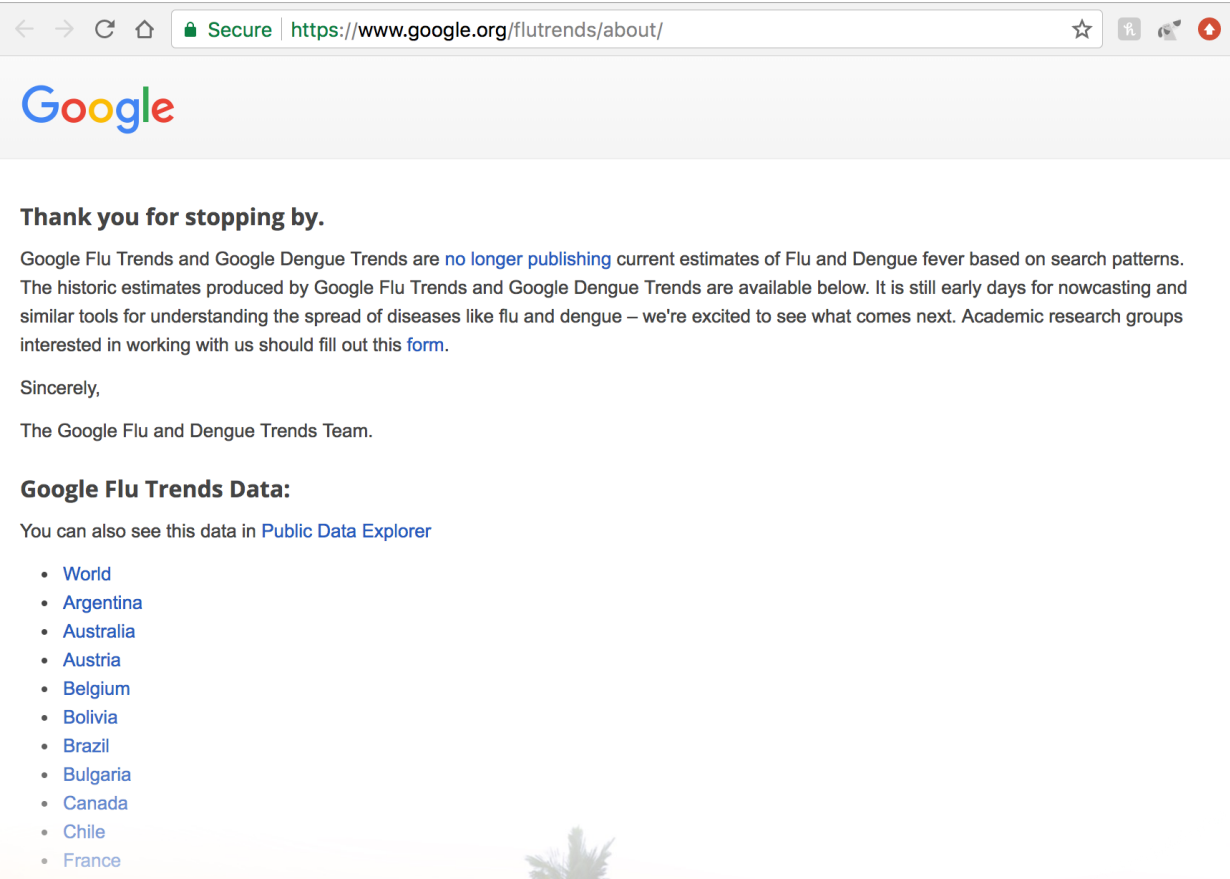 Secure https://www.google.org/flutrends/about/
Google
Thank you for stopping by.
Google Flu Trends and Google Dengue Trends are no longer publishing current estimates of Flu and Dengue fever based on search patterns.
The historic estimates produced by Google Flu Trends and Google Dengue Trends are available below. It is still early days for nowcasting and
similar tools for understanding the spread of diseases like flu and dengue – we're excited to see what comes next. Academic research groups
interested in working with us should fill out this form.
Sincerely,
The Google Flu and Dengue Trends Team.
Google Flu Trends Data:
You can also see this data in Public Data Explorer
• World
• Argentina
• Australia
• Austria
• Belgium
• Bolivia
• Brazil
• Bulgaria
• Canada
• Chile
• France